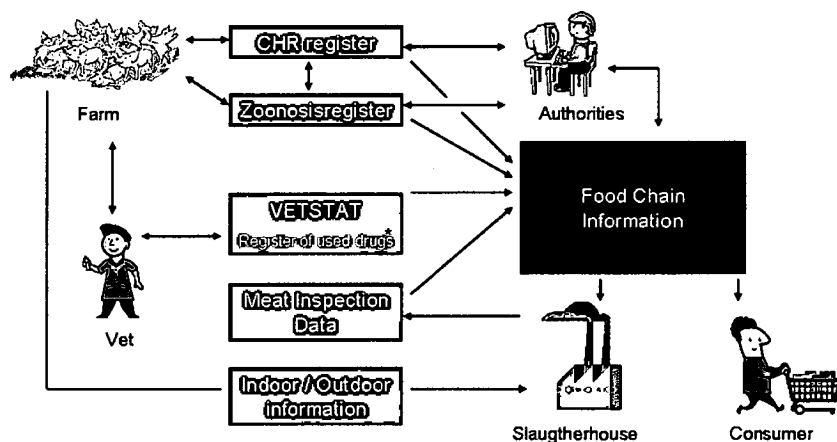 CHR register
Zoonosisregister
Farm
Authorities
Food Chain
Information
VETSTAT
Register of used drugs*
Meat Inspection
Data
Vet
Indoor / Outdoor
information
Slaugtherhouse
Consumer